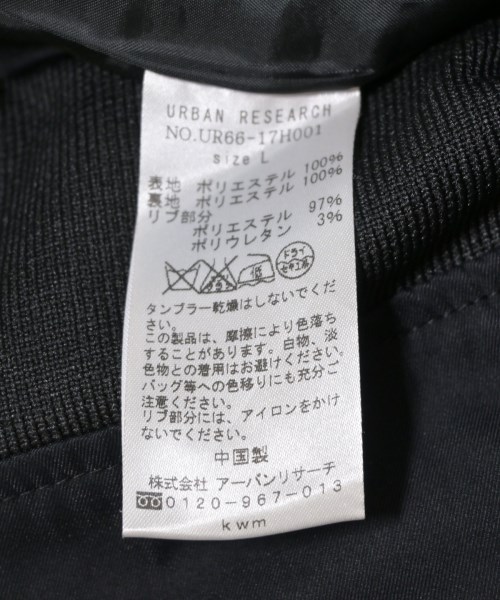 URBAN RESEARCH
NO.UR66-17H001
size L
表地 ポリエステル 100%
裏地 ポリエステル 100%
リブ部分
ポリエステル 97%
ポリウレタン 3%
低 ドライ セキユ系
タンブラー乾燥はしないでくだ
さい。
この製品は、摩擦により色落ち
することがあります。白物、淡
色物との着用はお避けください。
バッグ等への色移りにも充分ご
注意ください。
リブ部分には、アイロンをかけ
ないでください。
中国製
株式会社 アーバンリサーチ
0120-967-013
kwm